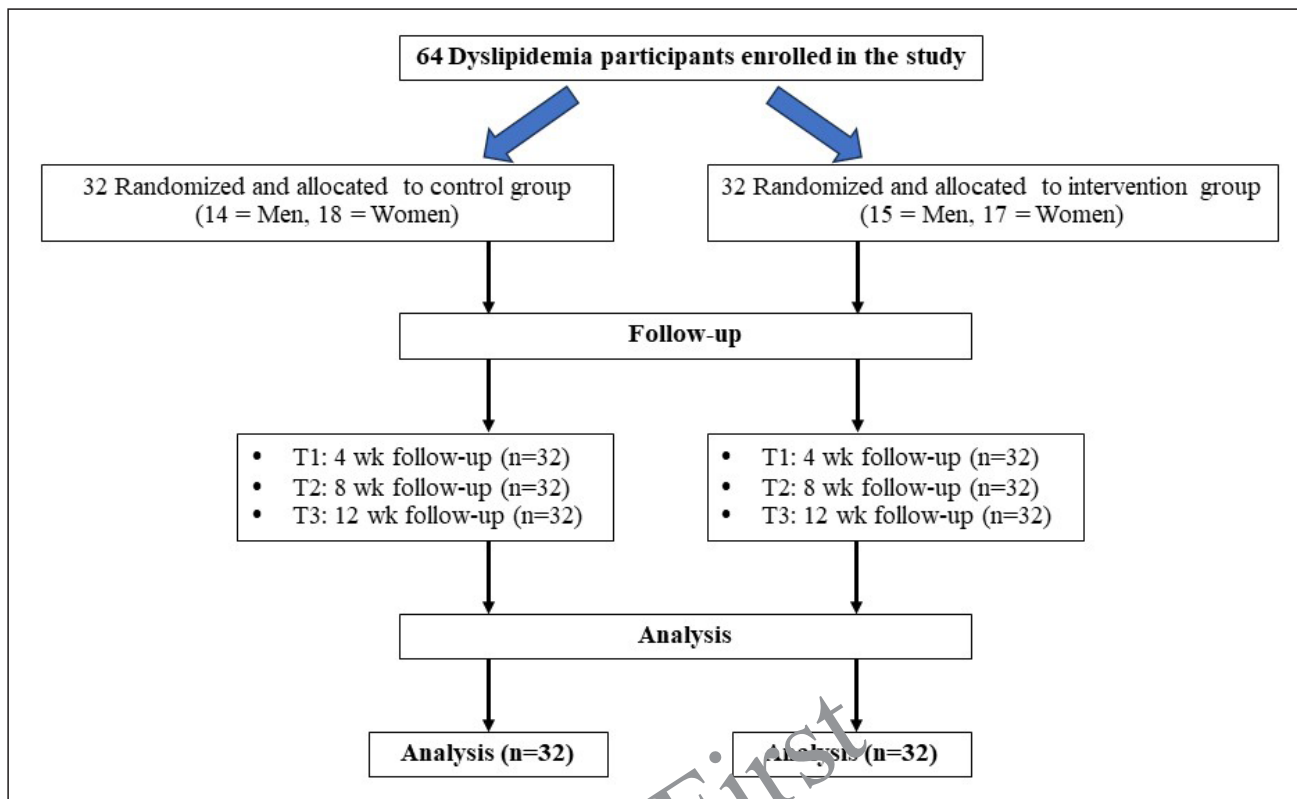 64 Dyslipidemia participants enrolled in the study
32 Randomized and allocated to control group
(14 = Men, 18 = Women)
32 Randomized and allocated to intervention group
(15 = Men, 17 = Women)
Follow-up
• T1: 4 wk follow-up (n=32)
• T2: 8 wk follow-up (n=32)
• T3: 12 wk follow-up (n=32)
• T1: 4 wk follow-up (n=32)
• T2: 8 wk follow-up (n=32)
• T3: 12 wk follow-up (n=32)
Analysis
Analysis (n=32)
Analysis (n=32)
First